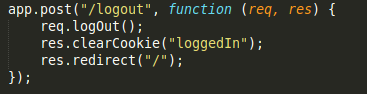 app.post("/logout", function (req, res) {
    req.logOut();
    res.clearCookie("loggedIn");
    res.redirect("/");
});